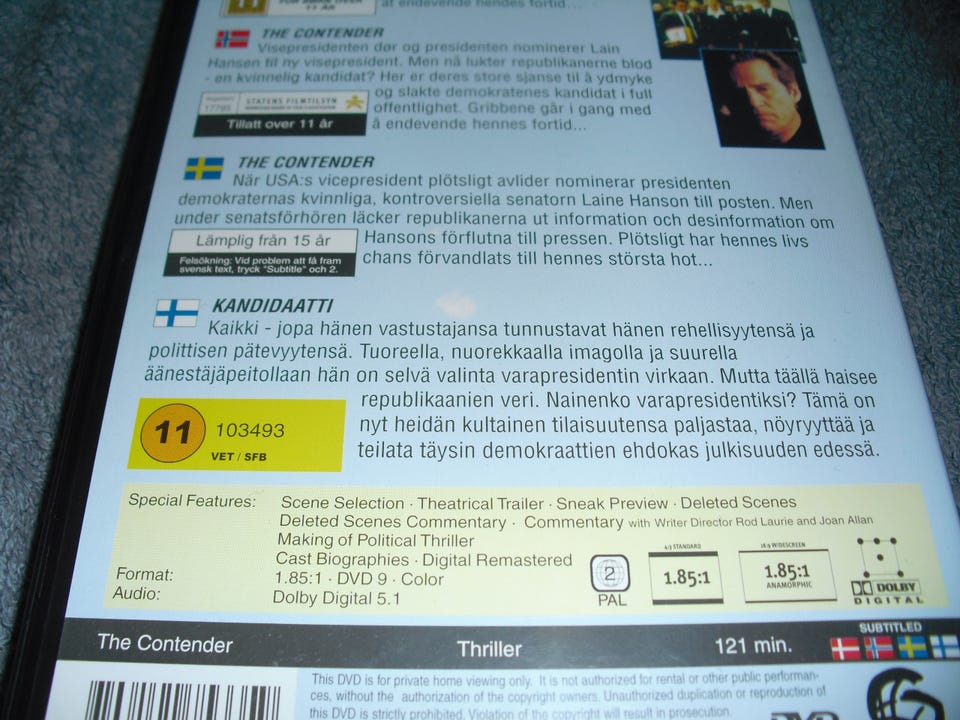 11 ÅR
at endevende hendes fortid...
THE CONTENDER
Visepresidenten dør og presidenten nominerer Lain
Hansen til ny visepresident. Men nå lukter republikanerne blod
- en kvinnelig kandidat? Her er deres store sjanse til å ydmyke
og slakte demokratenes kandidat i full
offentlighet. Gribbene går i gang med
å endevende hennes fortid...
17795
STATENS FILMTILSYN
Tillatt over 11 år
THE CONTENDER
När USA:s vicepresident plötsligt avlider nominerar presidenten
demokraternas kvinnliga, kontroversiella senatorn Laine Hanson till posten. Men
under senatsförhören läcker republikanerna ut information och desinformation om
Hansons förflutna till pressen. Plötsligt har hennes livs
chans förvandlats till hennes största hot...
Lämplig från 15 år
Felsökning: Vid problem att få fram
svensk text, tryck "Subtitle" och 2.
KANDIDAATTI
Kaikki - jopa hänen vastustajansa tunnustavat hänen rehellisyytensä ja
polittisen pätevyytensä. Tuoreella, nuorekkaalla imagolla ja suurella
äänestäjäpeitollaan hän on selvä valinta varapresidentin virkaan. Mutta täällä haisee
republikaanien veri. Nainenko varapresidentiksi? Tämä on
nyt heidän kultainen tilaisuutensa paljastaa, nöyryyttää ja
teilata täysin demokraattien ehdokas julkisuuden edessä.
11
103493
VET / SFB
Special Features: Scene Selection · Theatrical Trailer · Sneak Preview · Deleted Scenes
Deleted Scenes Commentary · Commentary with Writer Director Rod Laurie and Joan Allan
Making of Political Thriller
Cast Biographies · Digital Remastered
Format: 1.85:1 · DVD 9 · Color
Audio: Dolby Digital 5.1
2
PAL
4:3 STANDARD
1.85:1
16:9 WIDESCREEN
1.85:1
ANAMORPHIC
DOLBY
DIGITAL
The Contender
Thriller
121 min.
SUBTITLED
This DVD is for private home viewing only. It is not authorized for rental or other public performan-
ces, without the authorization of the copyright owners. Unauthorized duplication or reproduction of
this DVD is strictly prohibited. Violation of the copyright will result in prosecution.